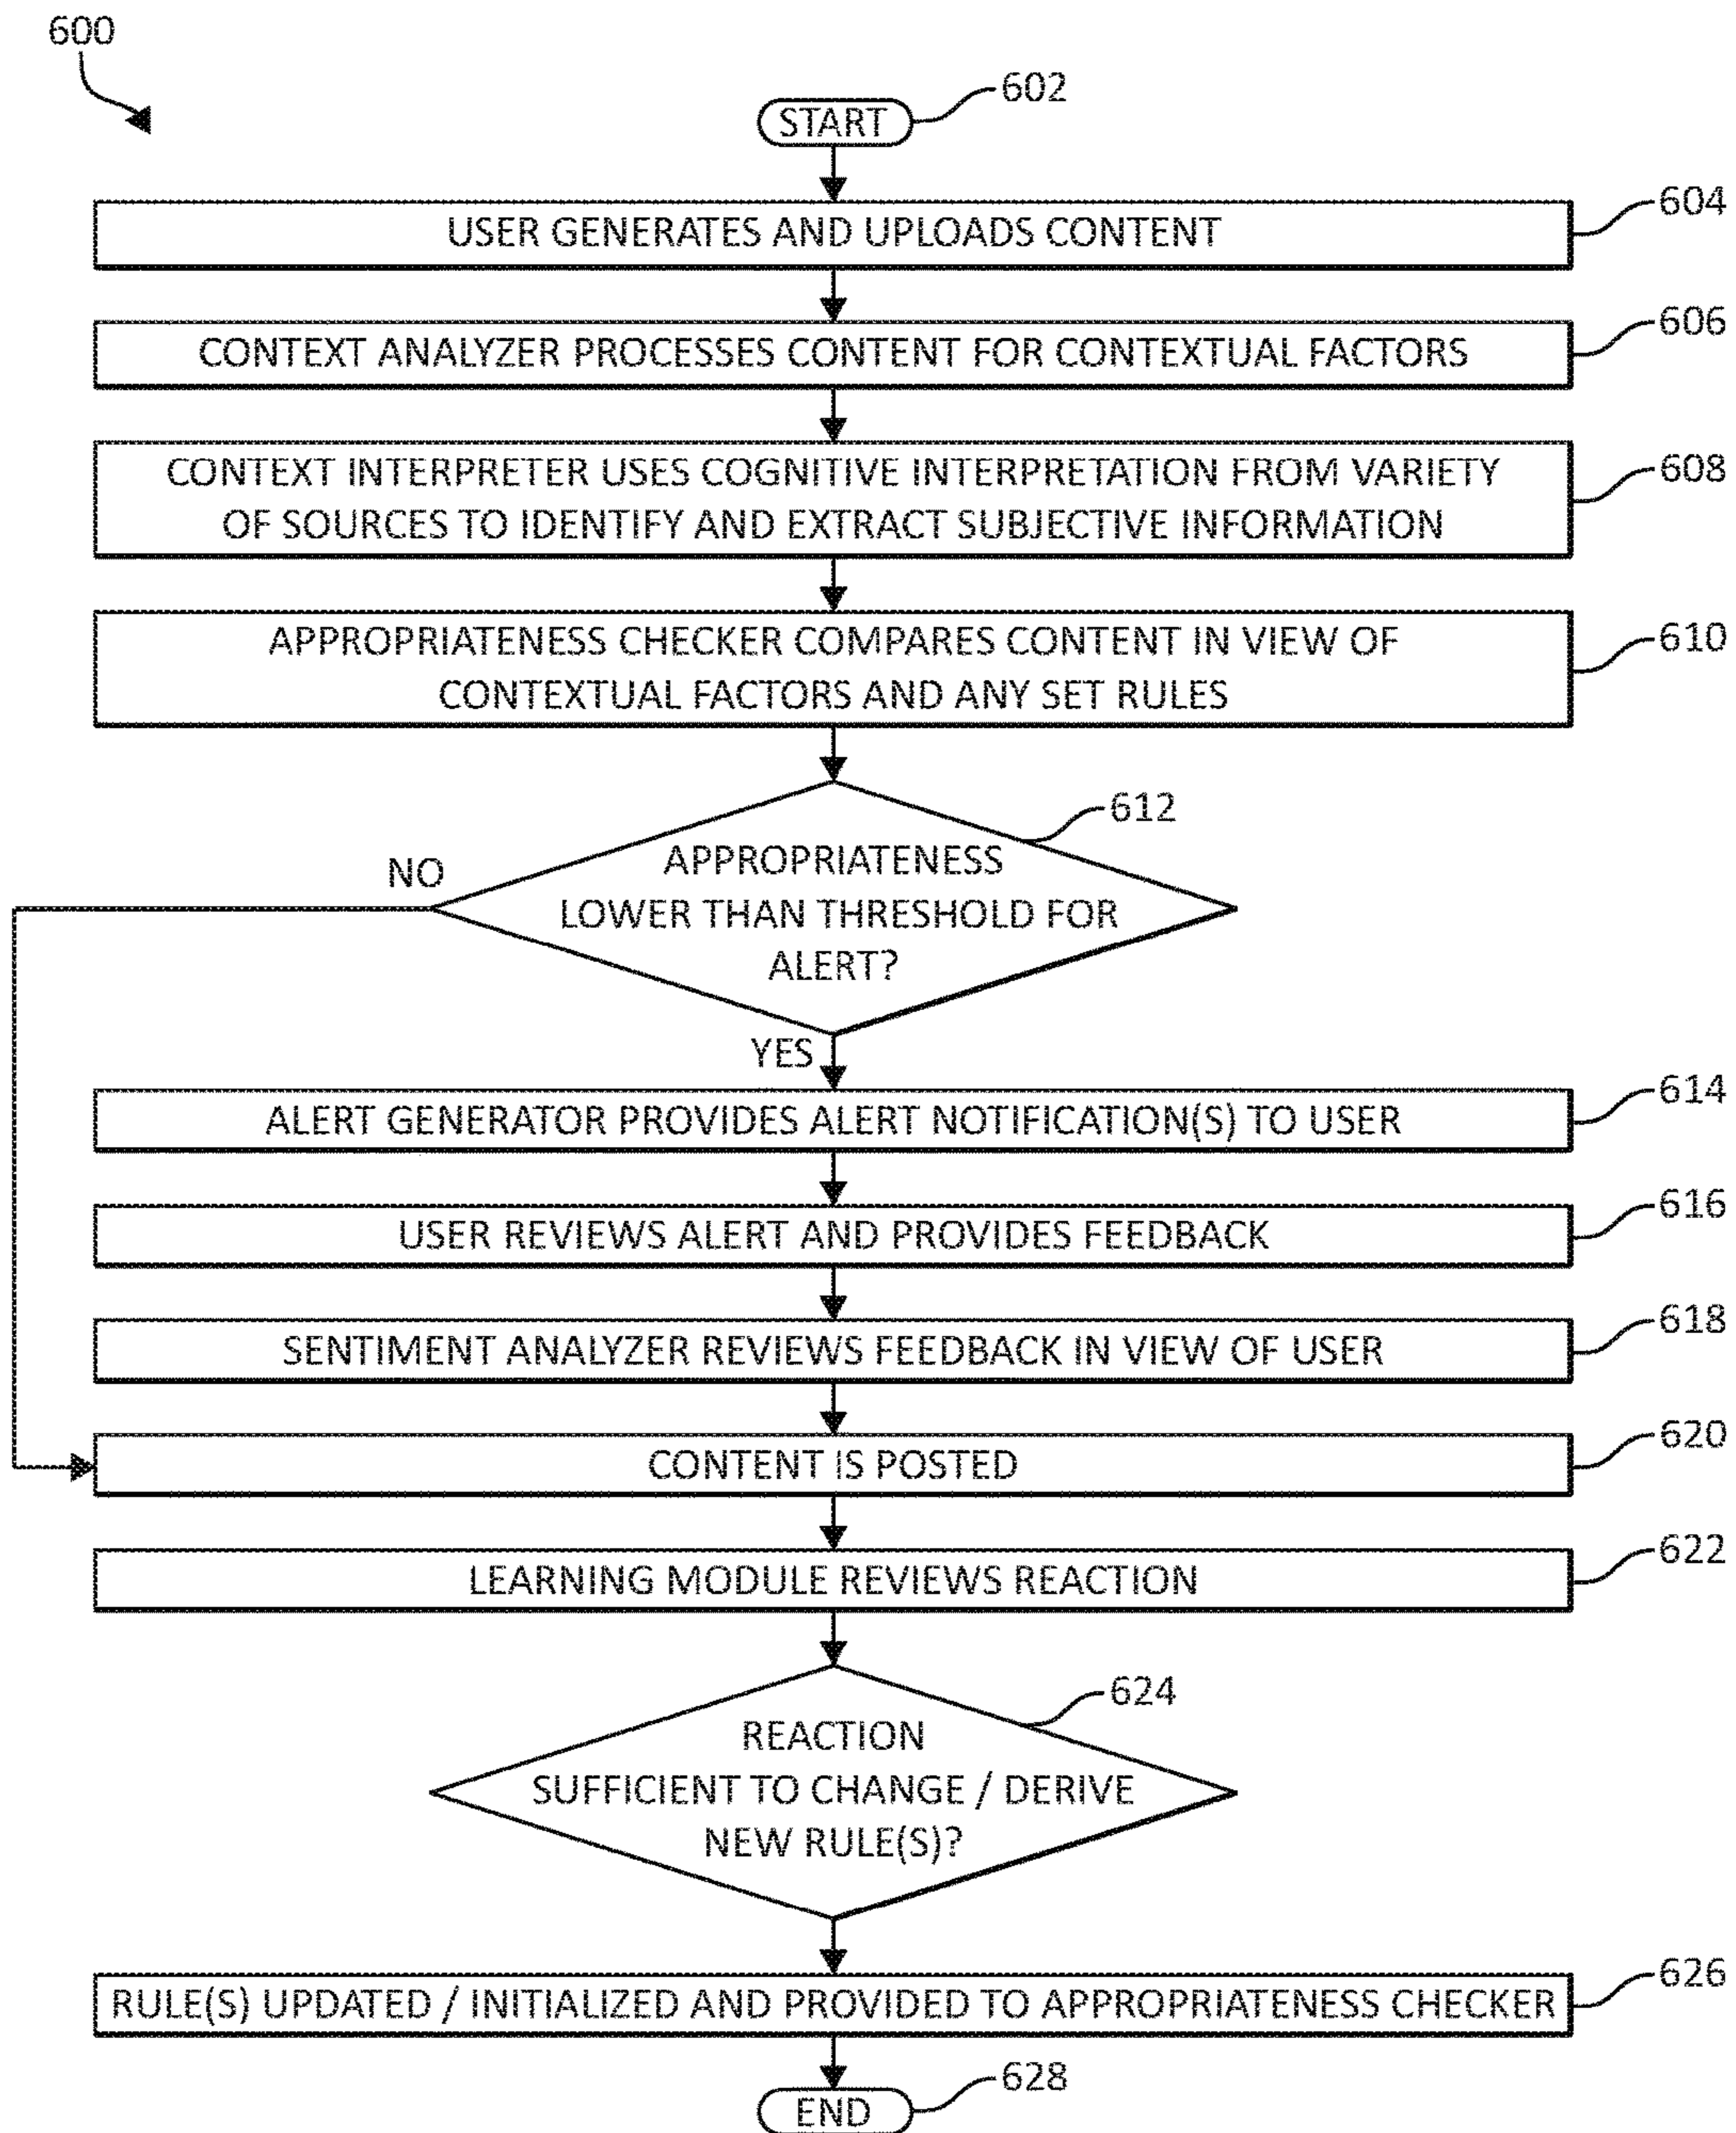 600
START
602
USER GENERATES AND UPLOADS CONTENT
604
CONTEXT ANALYZER PROCESSES CONTENT FOR CONTEXTUAL FACTORS
606
CONTEXT INTERPRETER USES COGNITIVE INTERPRETATION FROM VARIETY
OF SOURCES TO IDENTIFY AND EXTRACT SUBJECTIVE INFORMATION
608
APPROPRIATENESS CHECKER COMPARES CONTENT IN VIEW OF
CONTEXTUAL FACTORS AND ANY SET RULES
610
612
APPROPRIATENESS
LOWER THAN THRESHOLD FOR
ALERT?
NO
YES
ALERT GENERATOR PROVIDES ALERT NOTIFICATION(S) TO USER
614
USER REVIEWS ALERT AND PROVIDES FEEDBACK
616
SENTIMENT ANALYZER REVIEWS FEEDBACK IN VIEW OF USER
618
CONTENT IS POSTED
620
LEARNING MODULE REVIEWS REACTION
622
624
REACTION
SUFFICIENT TO CHANGE / DERIVE
NEW RULE(S)?
RULE(S) UPDATED / INITIALIZED AND PROVIDED TO APPROPRIATENESS CHECKER
626
END
628